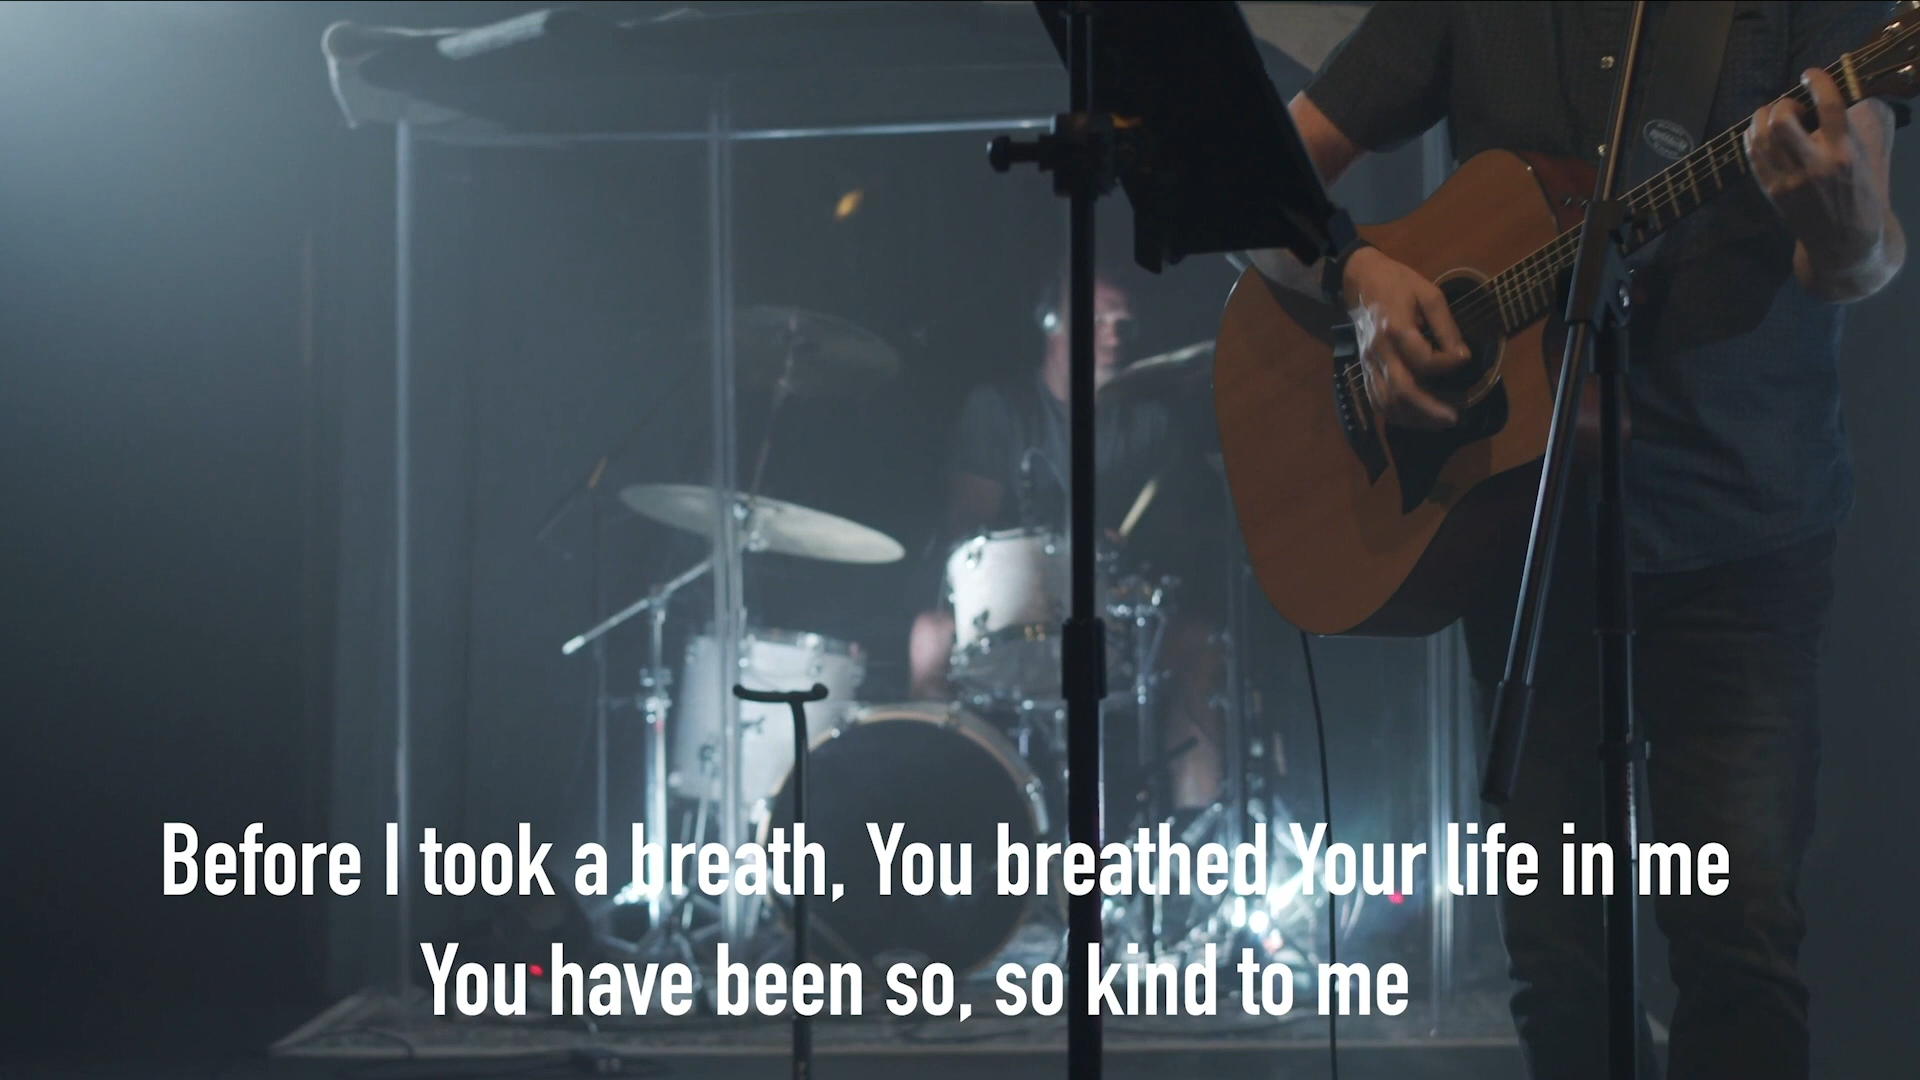 Before I took a breath, You breathed Your life in me
You have been so, so kind to me